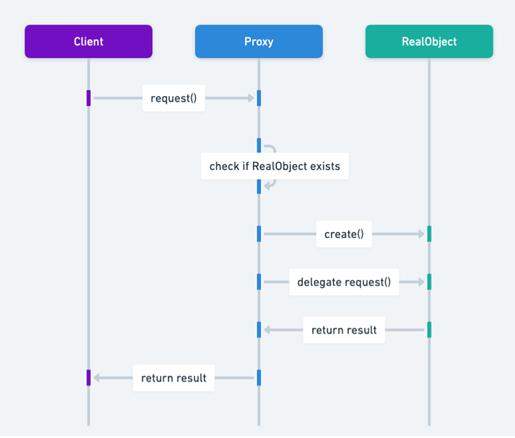 Client
Proxy
RealObject
request()
check if RealObject exists
create()
delegate request()
return result
return result